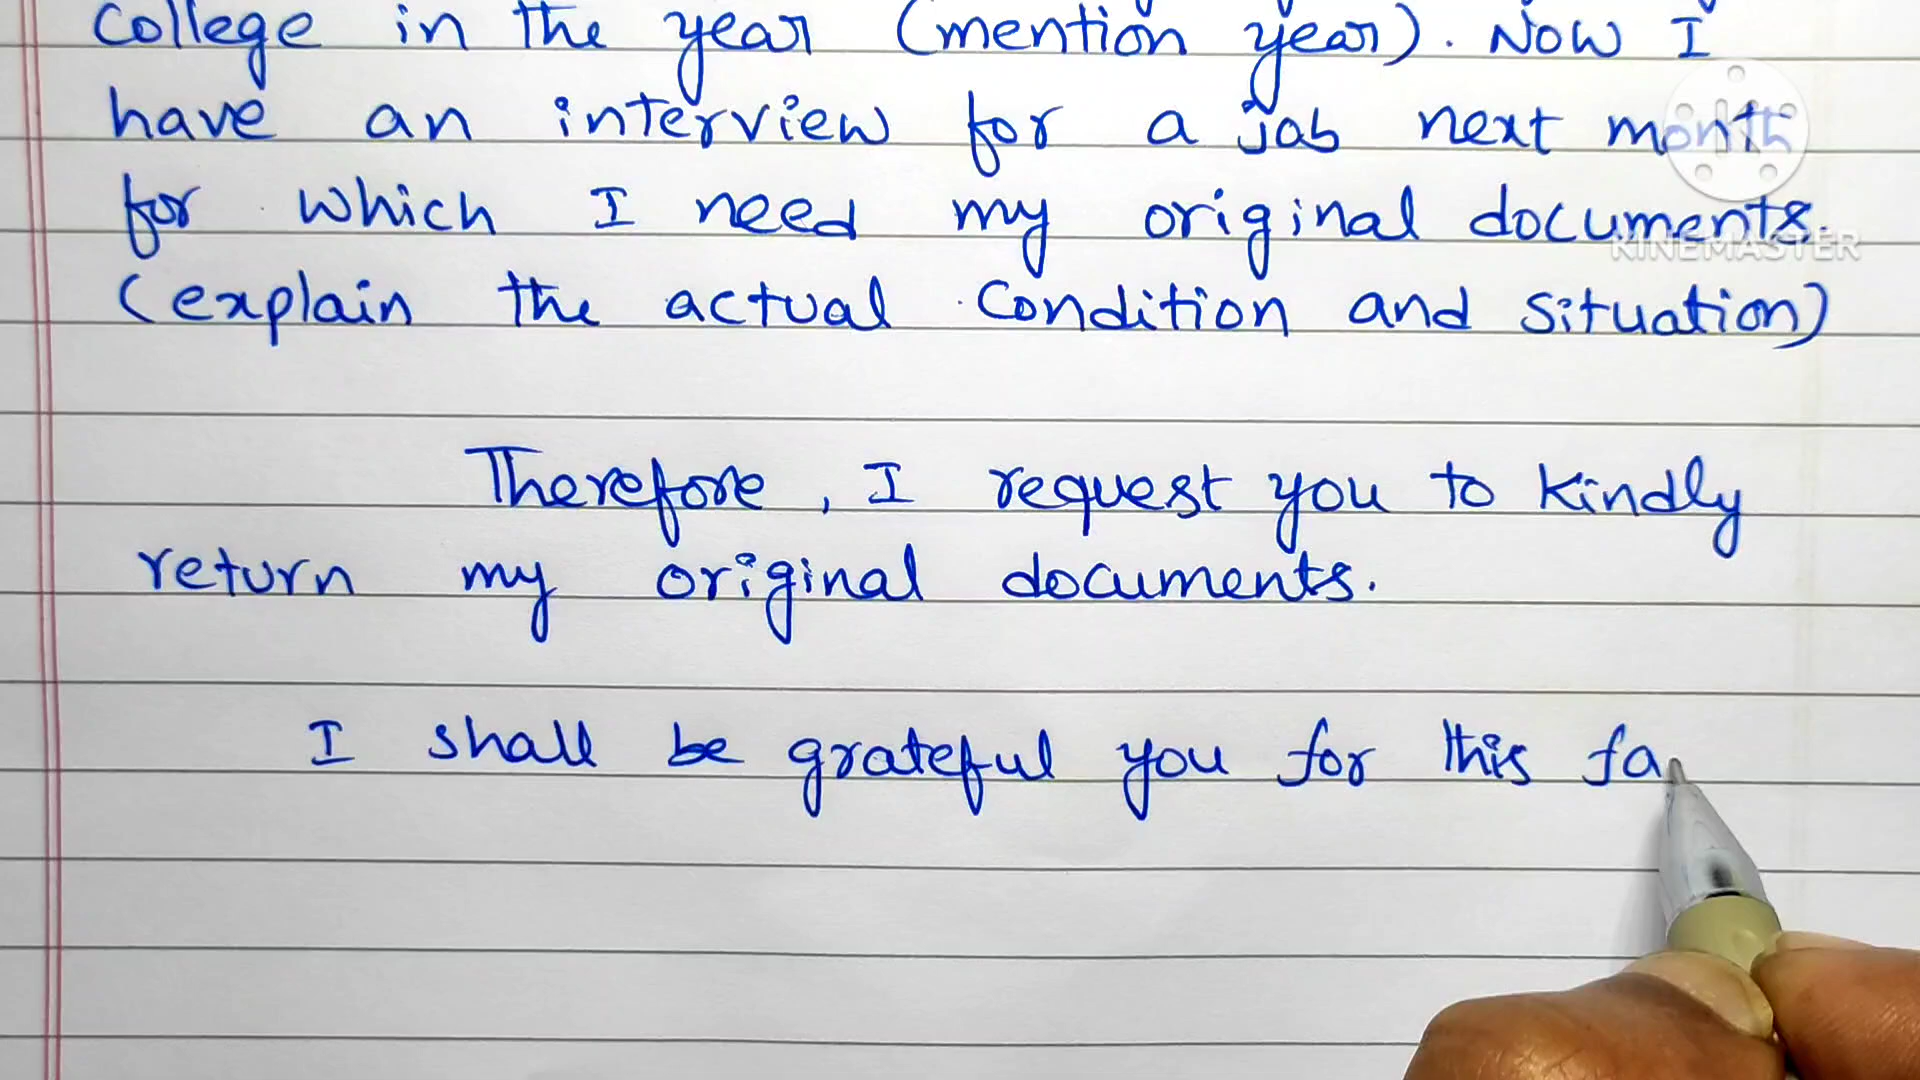 College in the year (mention year). Now I
have an interview for a job next month
for which I need my original documents.
(explain the actual condition and situation)
Therefore, I request you to kindly
return my original documents.
I shall be grateful you for this fa
KINEMASTER